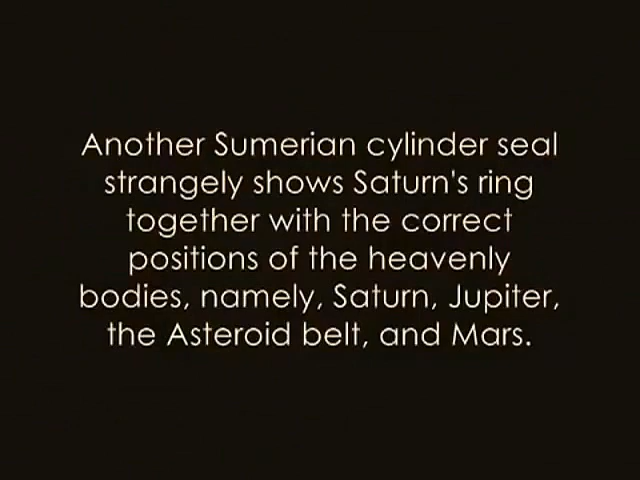 Another Sumerian cylinder seal
strangely shows Saturn's ring
together with the correct
positions of the heavenly
bodies, namely, Saturn, Jupiter,
the Asteroid belt, and Mars.